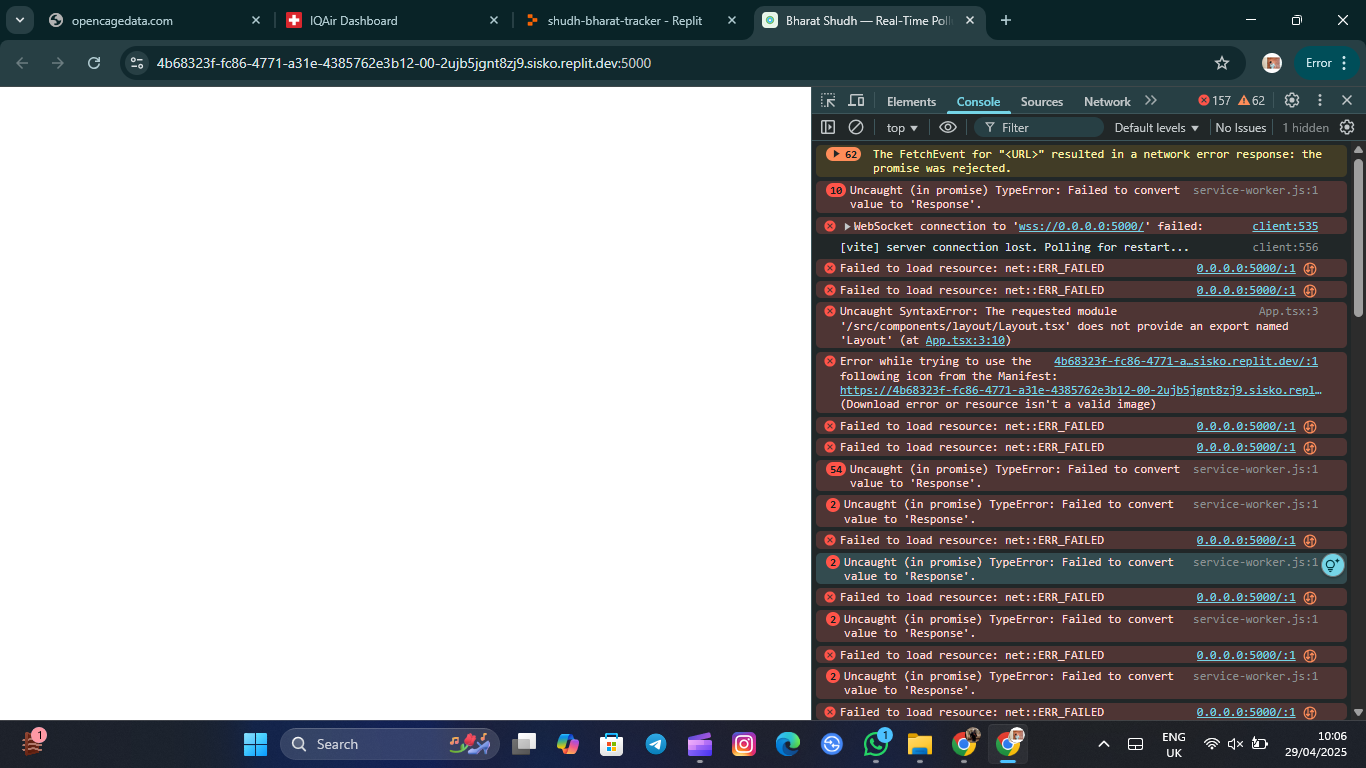 opencagedata.com
IQAir Dashboard
shudh-bharat-tracker - Replit
Bharat Shudh — Real-Time Poll
4b68323f-fc86-4771-a31e-4385762e3b12-00-2ujb5jgnt8zj9.sisko.replit.dev:5000
Error
Elements
Console
Sources
Network
157
62
top
Filter
Default levels
No Issues
1 hidden
62 The FetchEvent for "<URL>" resulted in a network error response: the
promise was rejected.
10 Uncaught (in promise) TypeError: Failed to convert service-worker.js:1
value to 'Response'.
WebSocket connection to 'wss://0.0.0.0:5000/' failed: client:535
[vite] server connection lost. Polling for restart... client:556
Failed to load resource: net::ERR_FAILED 0.0.0.0:5000/:1
Failed to load resource: net::ERR_FAILED 0.0.0.0:5000/:1
Uncaught SyntaxError: The requested module App.tsx:3
'/src/components/layout/Layout.tsx' does not provide an export named
'Layout' (at App.tsx:3:10)
Error while trying to use the 4b68323f-fc86-4771-a…sisko.replit.dev/:1
following icon from the Manifest:
https://4b68323f-fc86-4771-a31e-4385762e3b12-00-2ujb5jgnt8zj9.sisko.repl…
(Download error or resource isn't a valid image)
Failed to load resource: net::ERR_FAILED 0.0.0.0:5000/:1
Failed to load resource: net::ERR_FAILED 0.0.0.0:5000/:1
54 Uncaught (in promise) TypeError: Failed to convert service-worker.js:1
value to 'Response'.
2 Uncaught (in promise) TypeError: Failed to convert service-worker.js:1
value to 'Response'.
Failed to load resource: net::ERR_FAILED 0.0.0.0:5000/:1
2 Uncaught (in promise) TypeError: Failed to convert service-worker.js:1
value to 'Response'.
Failed to load resource: net::ERR_FAILED 0.0.0.0:5000/:1
2 Uncaught (in promise) TypeError: Failed to convert service-worker.js:1
value to 'Response'.
Failed to load resource: net::ERR_FAILED 0.0.0.0:5000/:1
2 Uncaught (in promise) TypeError: Failed to convert service-worker.js:1
value to 'Response'.
Failed to load resource: net::ERR_FAILED 0.0.0.0:5000/:1
1
Search
1
ENG
UK
10:06
29/04/2025